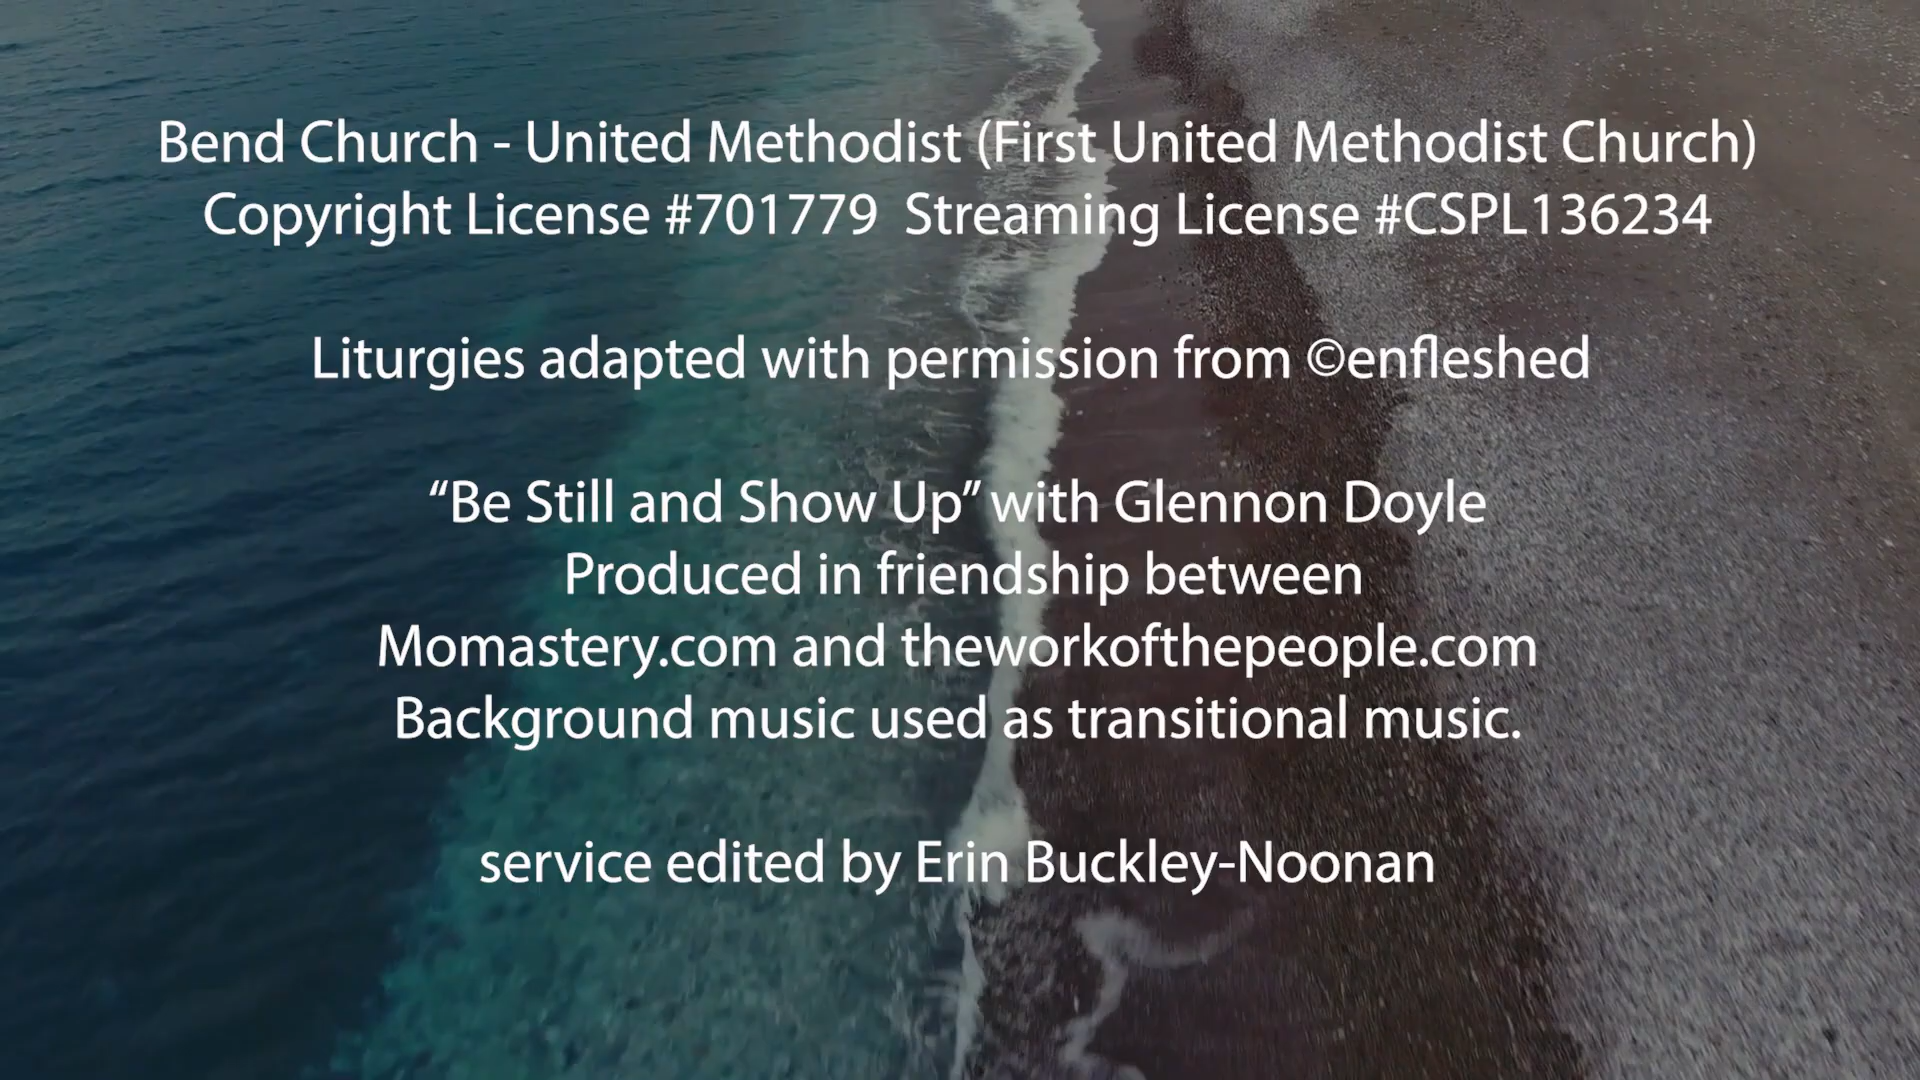 Bend Church - United Methodist (First United Methodist Church)
Copyright License #701779  Streaming License #CSPL136234
Liturgies adapted with permission from ©enfleshed
“Be Still and Show Up” with Glennon Doyle
Produced in friendship between
Momastery.com and theworkofthepeople.com
Background music used as transitional music.
service edited by Erin Buckley-Noonan